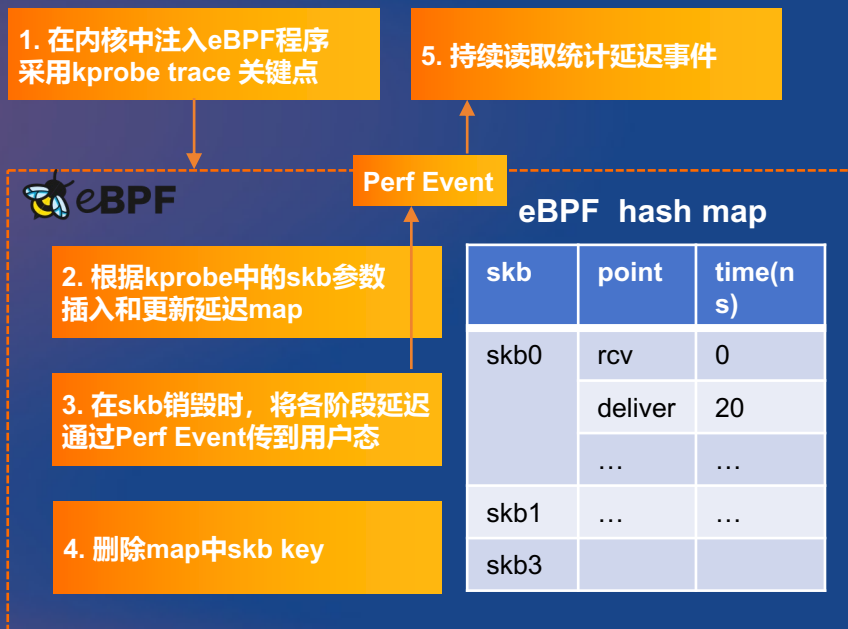 1. 在内核中注入eBPF程序
采用kprobe trace 关键点
5. 持续读取统计延迟事件
Perf Event
eBPF
eBPF hash map
2. 根据kprobe中的skb参数
插入和更新延迟map
3. 在skb销毁时，将各阶段延迟
通过Perf Event传到用户态
4. 删除map中skb key
skb point time(n
s)
skb0 rcv 0
deliver 20
… …
skb1 … …
skb3